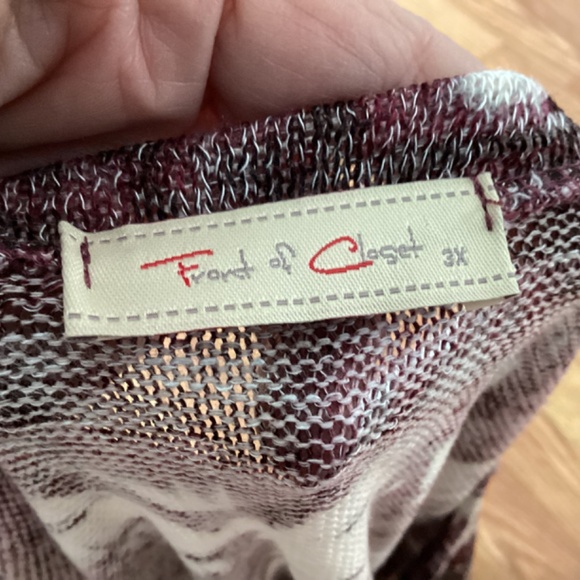 Front of Closet 3X